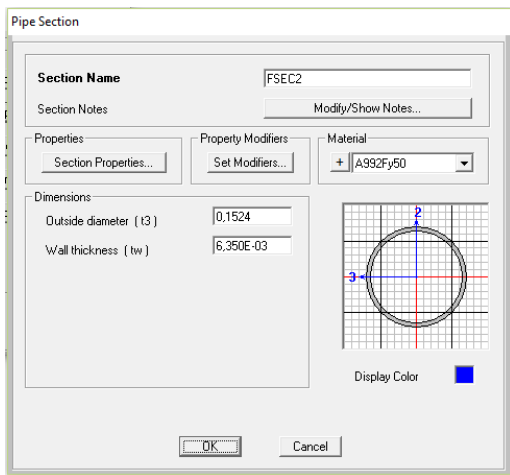 Pipe Section
Section Name FSEC2
Section Notes Modify/Show Notes...
Properties Property Modifiers Material
Section Properties... Set Modifiers... + A992Fy50
Dimensions
Outside diameter ( t3 ) 0,1524
Wall thickness ( tw ) 6,350E-03
2
3
Display Color
OK Cancel